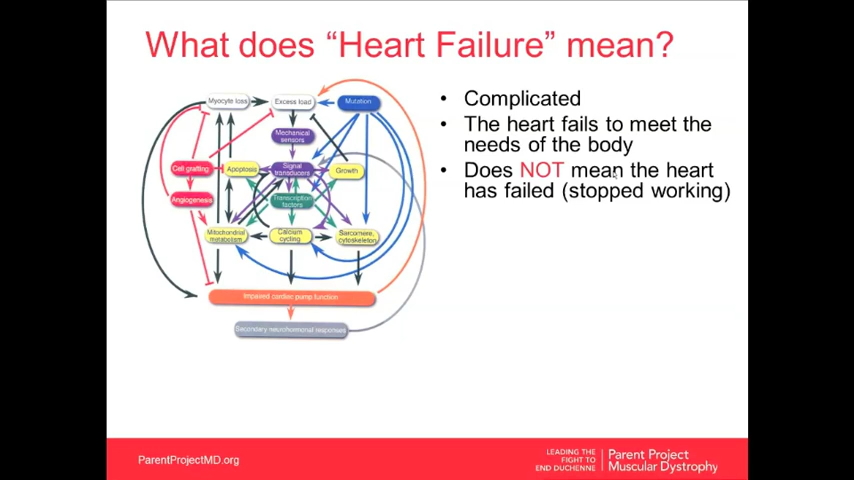 What does “Heart Failure” mean?
Myocyte loss
Excess load
Mutation
Mechanical
sensors
Cell grafting
Apoptosis
Signal
transducers
Growth
Angiogenesis
Transcription
factors
Mitochondrial
metabolism
Calcium
cycling
Sarcomere,
cytoskeleton
Impaired cardiac pump function
Secondary neurohormonal responses
• Complicated
• The heart fails to meet the
needs of the body
• Does NOT mean the heart
has failed (stopped working)
ParentProjectMD.org
LEADING THE
FIGHT TO
END DUCHENNE
Parent Project
Muscular Dystrophy